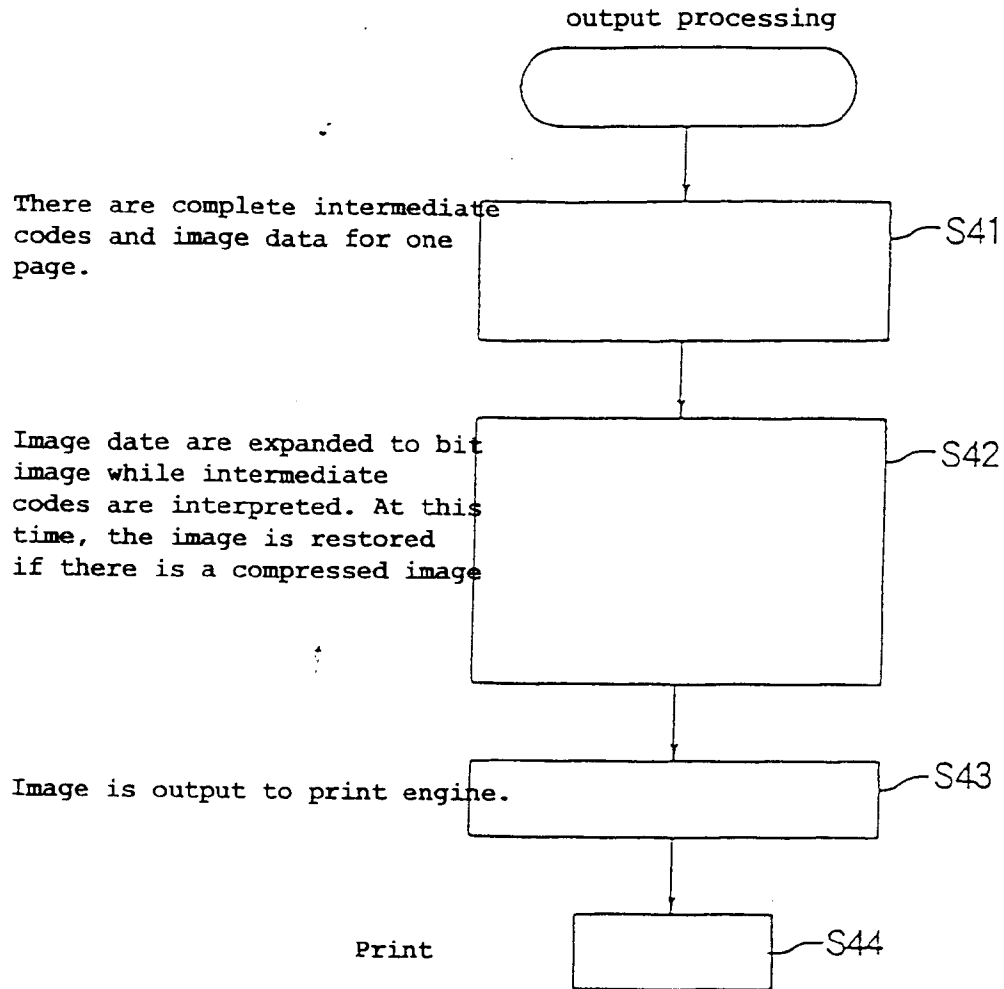 output processing
There are complete intermediate
codes and image data for one
page.
S41
Image date are expanded to bit
image while intermediate
codes are interpreted. At this
time, the image is restored
if there is a compressed image
S42
Image is output to print engine.
S43
Print
S44